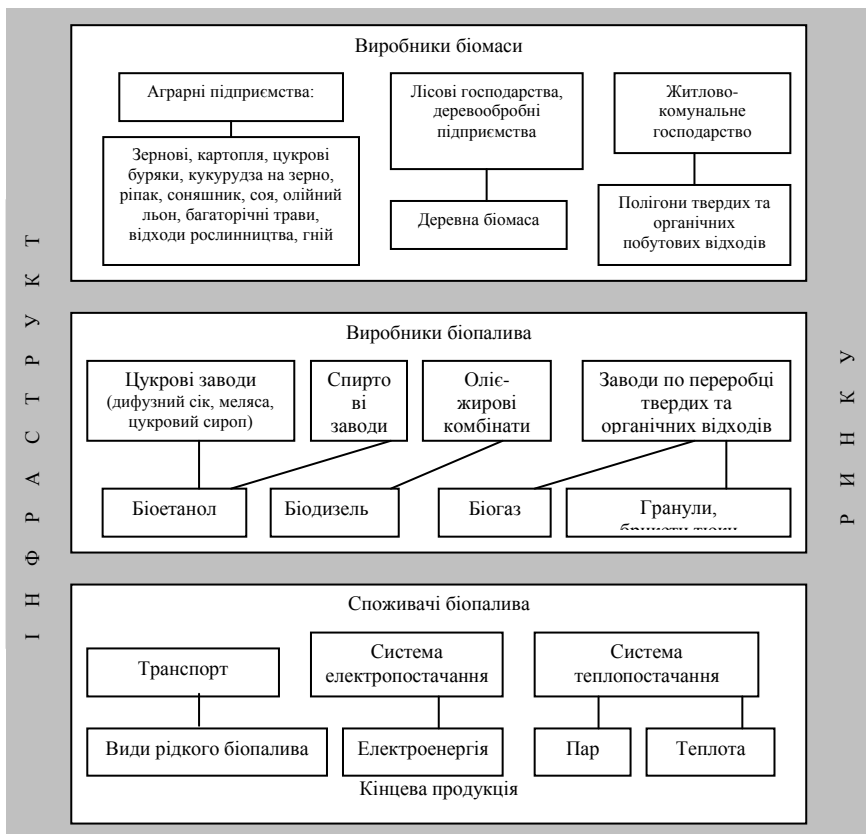 Виробники біомаси
Аграрні підприємства:
Зернові, картопля, цукрові
буряки, кукурудза на зерно,
ріпак, соняшник, соя, олійний
льон, багаторічні трави,
відходи рослинництва, гній
Лісові господарства,
деревообробні
підприємства
Деревна біомаса
Житлово-
комунальне
господарство
Полігони твердих та
органічних
побутових відходів
ІНФРАСТРУКТ
Виробники біопалива
Цукрові заводи
(дифузний сік, меляса,
цукровий сироп)
Спирто
ві
заводи
Оліє-
жирові
комбінати
Заводи по переробці
твердих та
органічних відходів
Біоетанол
Біодизель
Біогаз
Гранули,
РИНКУ
Споживачі біопалива
Транспорт
Система
електропостачання
Система
теплопостачання
Види рідкого біопалива
Електроенергія
Пар
Теплота
Кінцева продукція